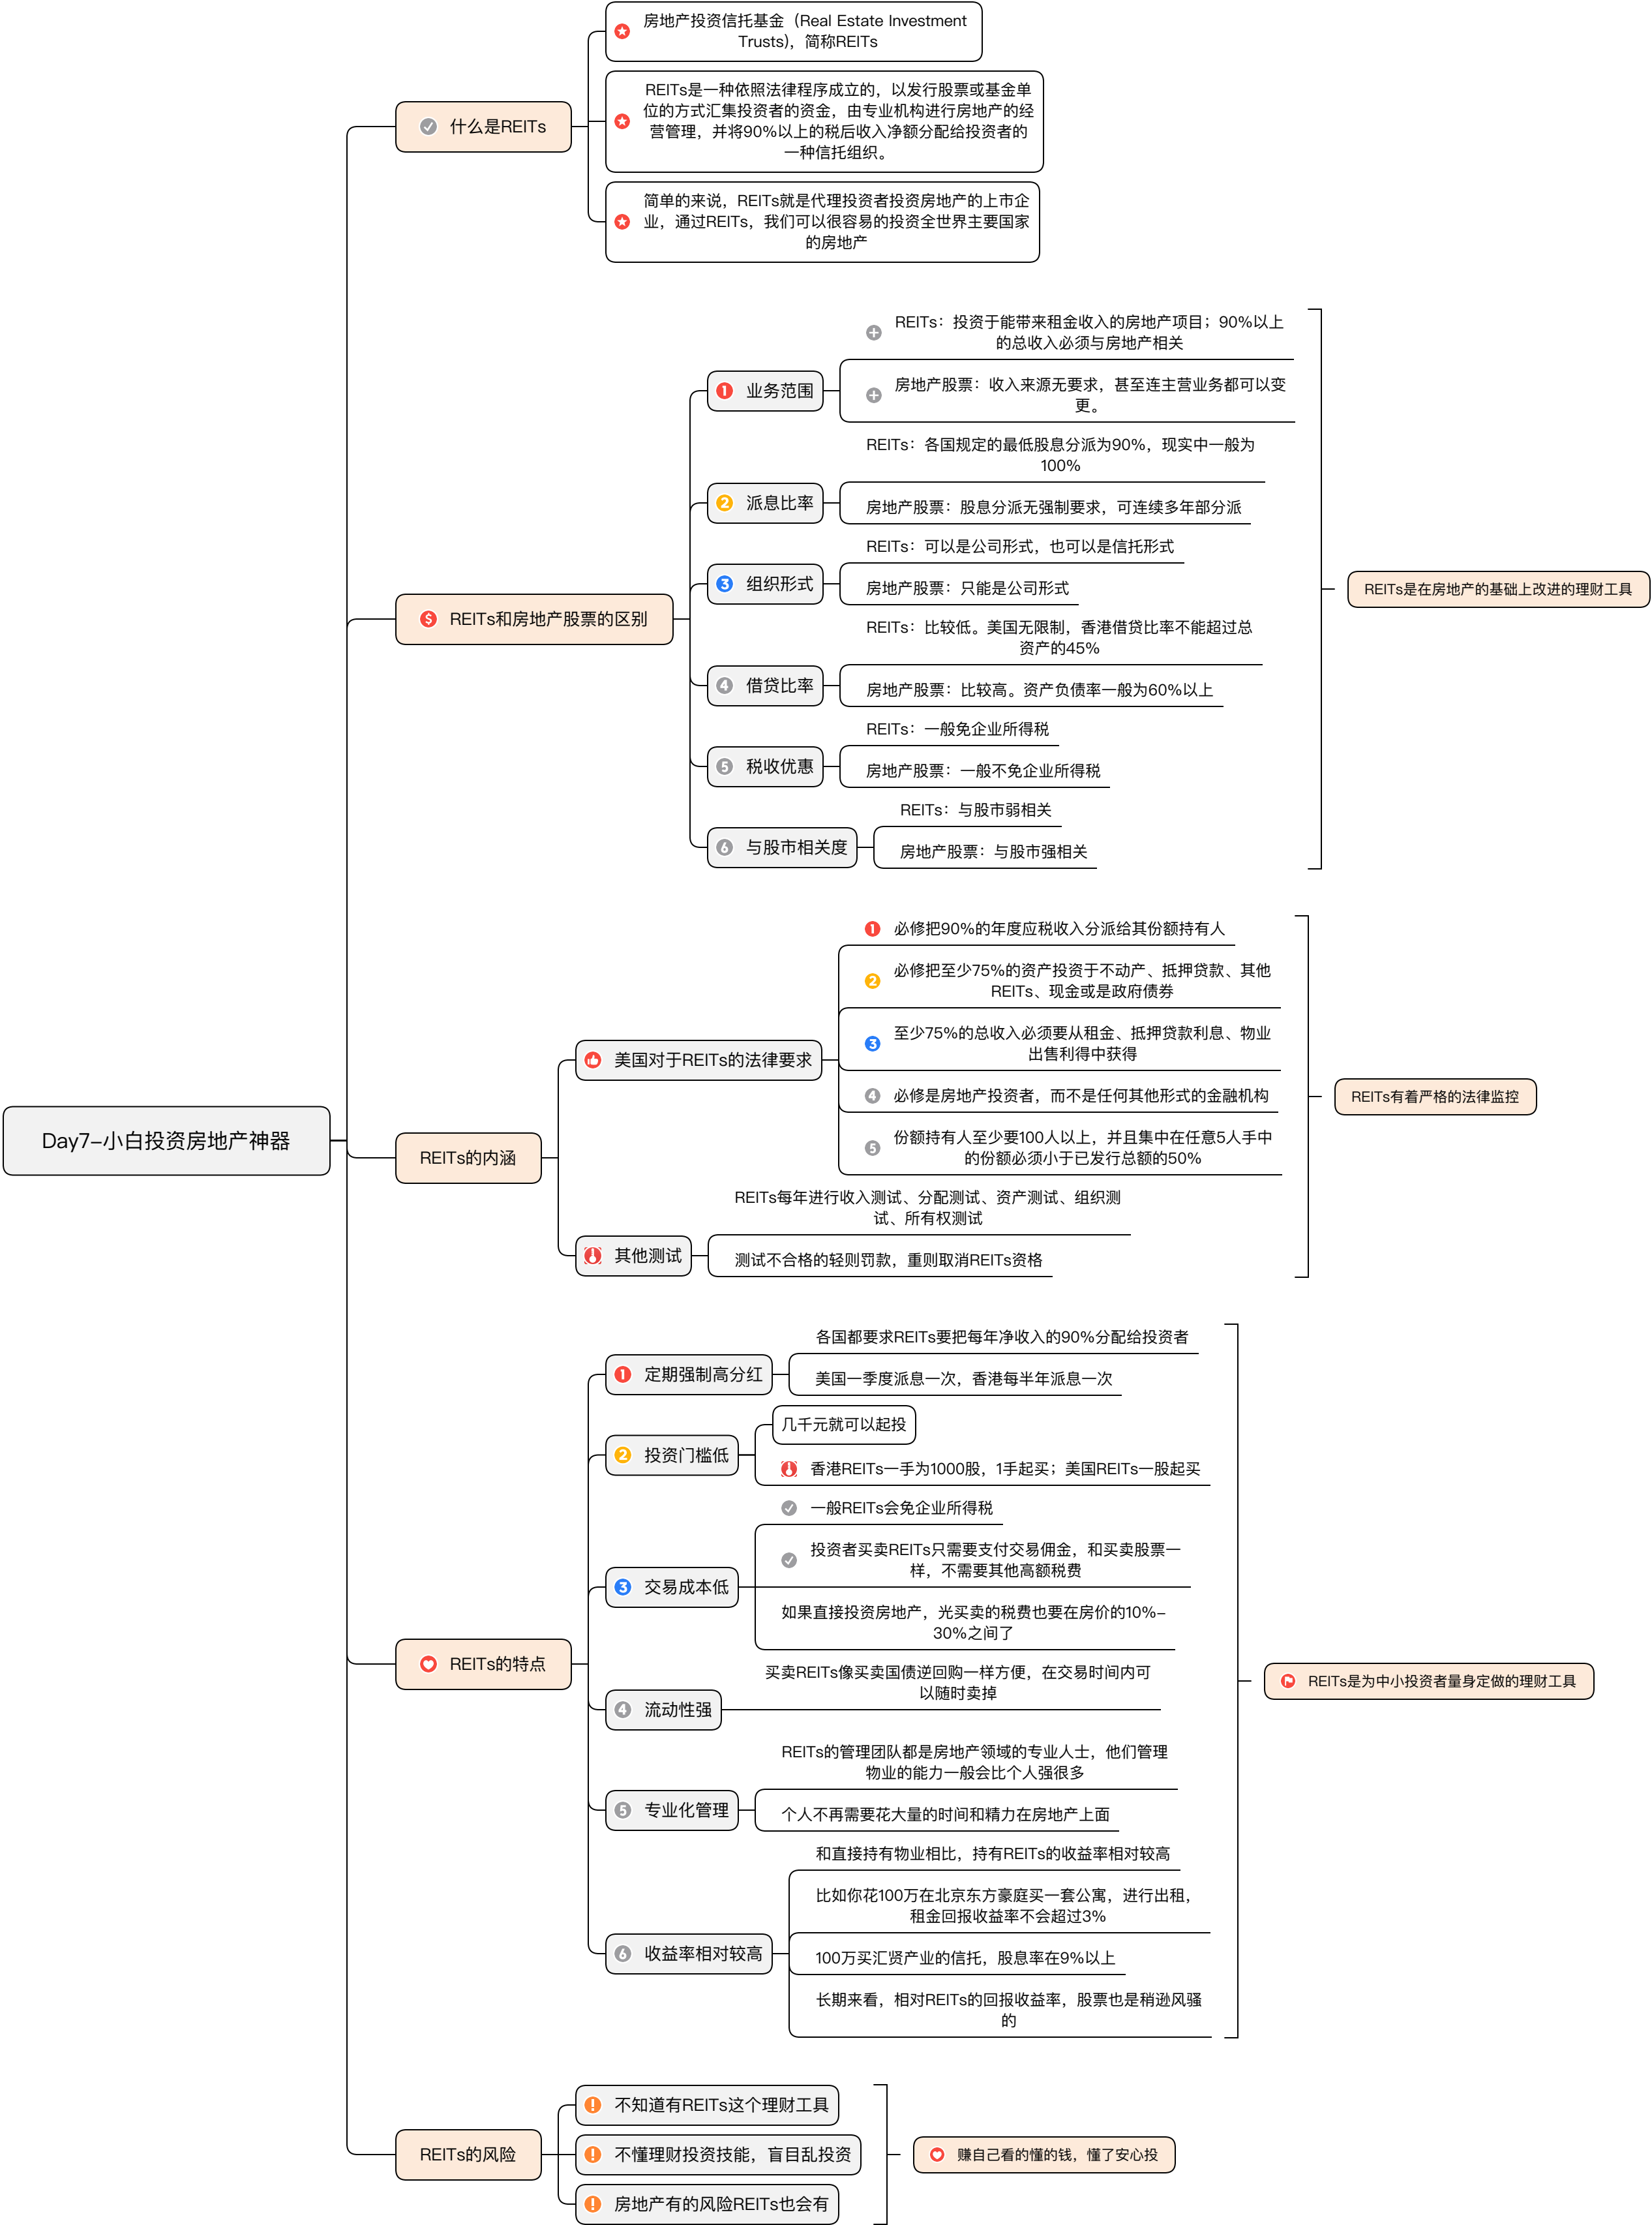 Day7-小白投资房地产神器
什么是REITs
房地产投资信托基金（Real Estate Investment
Trusts)，简称REITs
REITs是一种依照法律程序成立的，以发行股票或基金单
位的方式汇集投资者的资金，由专业机构进行房地产的经
营管理，并将90%以上的税后收入净额分配给投资者的
一种信托组织。
简单的来说，REITs就是代理投资者投资房地产的上市企
业，通过REITs，我们可以很容易的投资全世界主要国家
的房地产
REITs和房地产股票的区别
1 业务范围
REITs：投资于能带来租金收入的房地产项目；90%以上
的总收入必须与房地产相关
房地产股票：收入来源无要求，甚至连主营业务都可以变
更。
2 派息比率
REITs：各国规定的最低股息分派为90%，现实中一般为
100%
房地产股票：股息分派无强制要求，可连续多年部分派
3 组织形式
REITs：可以是公司形式，也可以是信托形式
房地产股票：只能是公司形式
4 借贷比率
REITs：比较低。美国无限制，香港借贷比率不能超过总
资产的45%
房地产股票：比较高。资产负债率一般为60%以上
5 税收优惠
REITs：一般免企业所得税
房地产股票：一般不免企业所得税
6 与股市相关度
REITs：与股市弱相关
房地产股票：与股市强相关
REITs是在房地产的基础上改进的理财工具
REITs的内涵
美国对于REITs的法律要求
1 必修把90%的年度应税收入分派给其份额持有人
2 必修把至少75%的资产投资于不动产、抵押贷款、其他
REITs、现金或是政府债券
3 至少75%的总收入必须要从租金、抵押贷款利息、物业
出售利得中获得
4 必修是房地产投资者，而不是任何其他形式的金融机构
5 份额持有人至少要100人以上，并且集中在任意5人手中
的份额必须小于已发行总额的50%
其他测试
REITs每年进行收入测试、分配测试、资产测试、组织测
试、所有权测试
测试不合格的轻则罚款，重则取消REITs资格
REITs有着严格的法律监控
REITs的特点
1 定期强制高分红
各国都要求REITs要把每年净收入的90%分配给投资者
美国一季度派息一次，香港每半年派息一次
2 投资门槛低
几千元就可以起投
香港REITs一手为1000股，1手起买；美国REITs一股起买
3 交易成本低
一般REITs会免企业所得税
投资者买卖REITs只需要支付交易佣金，和买卖股票一
样，不需要其他高额税费
如果直接投资房地产，光买卖的税费也要在房价的10%-
30%之间了
4 流动性强
买卖REITs像买卖国债逆回购一样方便，在交易时间内可
以随时卖掉
5 专业化管理
REITs的管理团队都是房地产领域的专业人士，他们管理
物业的能力一般会比个人强很多
个人不再需要花大量的时间和精力在房地产上面
6 收益率相对较高
和直接持有物业相比，持有REITs的收益率相对较高
比如你花100万在北京东方豪庭买一套公寓，进行出租，
租金回报收益率不会超过3%
100万买汇贤产业的信托，股息率在9%以上
长期来看，相对REITs的回报收益率，股票也是稍逊风骚
的
REITs是为中小投资者量身定做的理财工具
REITs的风险
不知道有REITs这个理财工具
不懂理财投资技能，盲目乱投资
房地产有的风险REITs也会有
赚自己看的懂的钱，懂了安心投